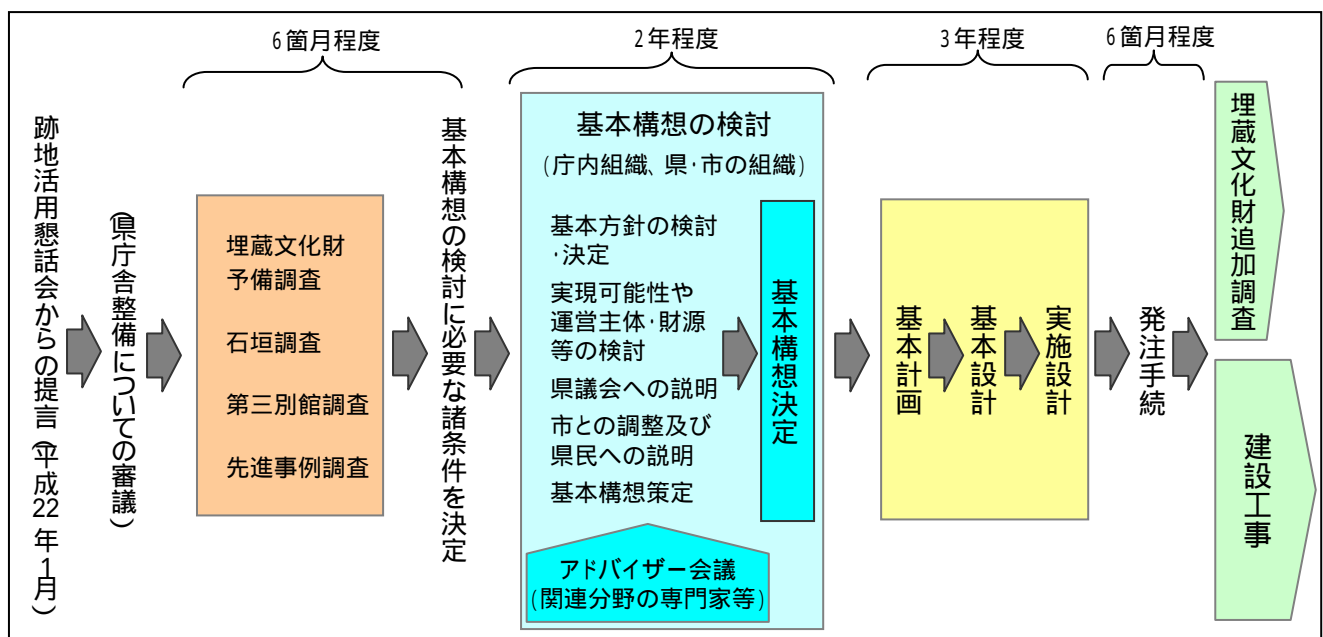 6箇月程度
2年程度
3年程度
6箇月程度
跡地活用懇話会からの提言(平成22年1月)
(県庁舎整備についての審議)
埋蔵文化財
予備調査
石垣調査
第三別館調査
先進事例調査
基本構想の検討に必要な諸条件を決定
基本構想の検討
(庁内組織、県・市の組織)
基本方針の検討
・決定
実現可能性や
運営主体・財源
等の検討
県議会への説明
市との調整及び
県民への説明
基本構想策定
基本構想決定
アドバイザー会議
(関連分野の専門家等)
基本計画
基本設計
実施設計
発注手続
埋蔵文化財追加調査
建設工事